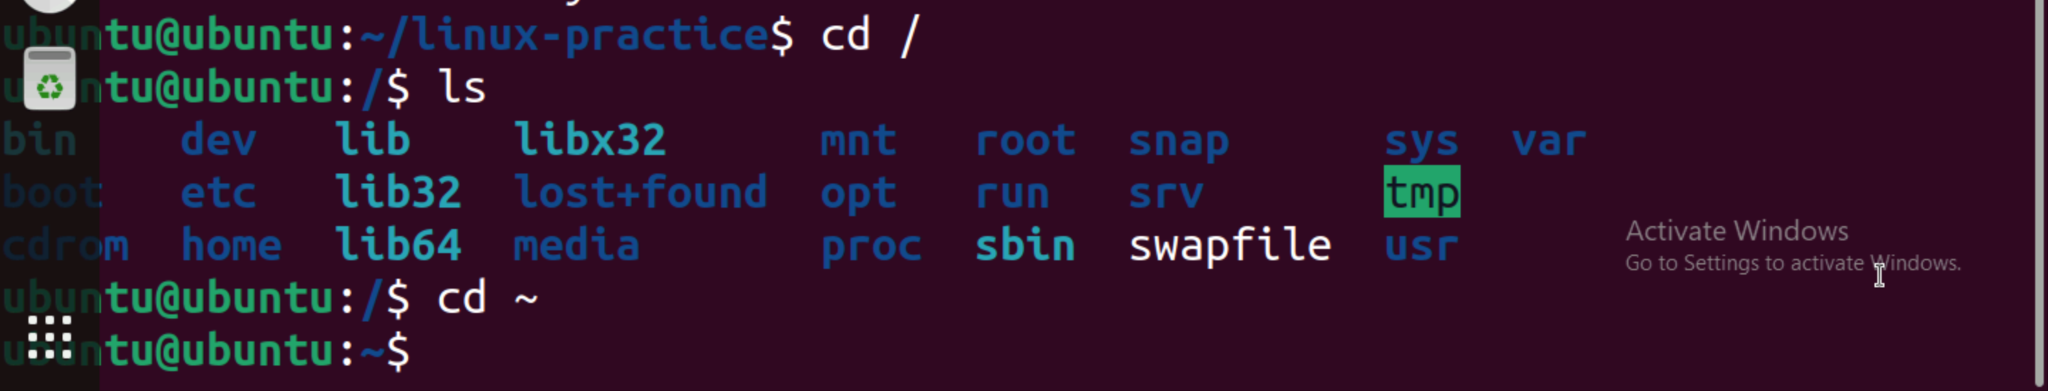 ubuntu@ubuntu:~/linux-practice$ cd /
ubuntu@ubuntu:/$ ls
bin dev lib libx32 mnt root snap sys var
boot etc lib32 lost+found opt run srv tmp
cdrom home lib64 media proc sbin swapfile usr
ubuntu@ubuntu:/$ cd ~
ubuntu@ubuntu:~$
Activate Windows
Go to Settings to activate Windows.